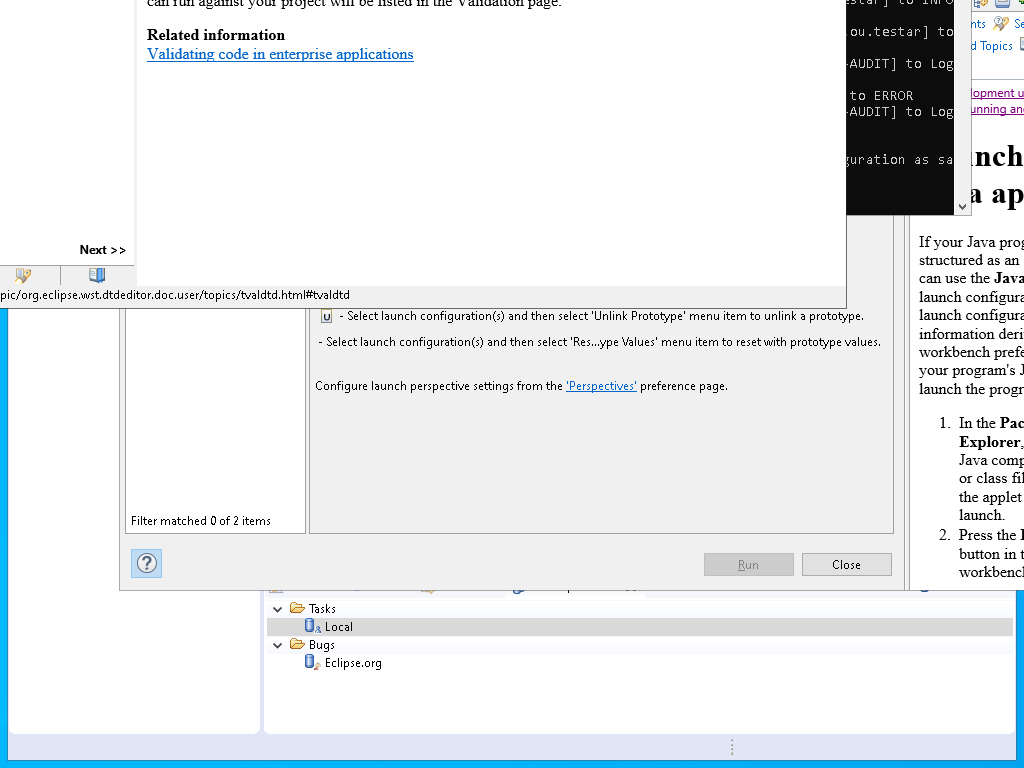 can run against your project will be listed in the Validation page.
Related information
Validating code in enterprise applications
Next >>
pic/org.eclipse.wst.dtdeditor.doc.user/topics/tvaldtd.html#tvaldtd
to INFO
ou.testar] to
-AUDIT] to Log
to ERROR
-AUDIT] to Log
guration as sa
nts
Se
d Topics
lopment u
unning and
nch
a ap
If your Java prog
structured as an
can use the Java
launch configura
launch configura
information deri
workbench prefe
your program's J
launch the progr
1. In the Pac
Explorer,
Java comp
or class fil
the applet
launch.
2. Press the
button in t
workbench
U - Select launch configuration(s) and then select 'Unlink Prototype' menu item to unlink a prototype.
- Select launch configuration(s) and then select 'Res...ype Values' menu item to reset with prototype values.
Configure launch perspective settings from the 'Perspectives' preference page.
Filter matched 0 of 2 items
?
Run
Close
Tasks
Local
Bugs
Eclipse.org